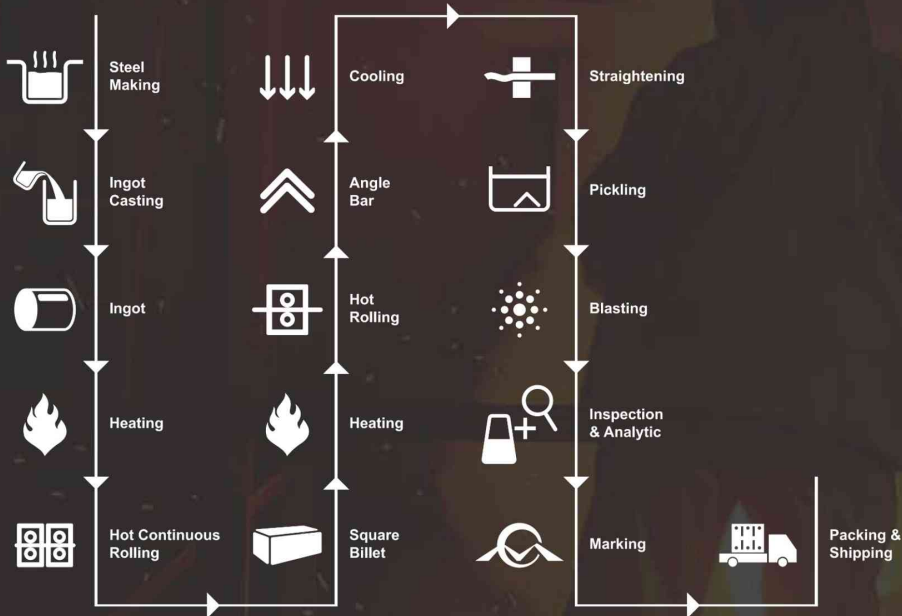 Steel
Making
Ingot
Casting
Ingot
Heating
Hot Continuous
Rolling
Square
Billet
Heating
Hot
Rolling
Angle
Bar
Cooling
Straightening
Pickling
Blasting
Inspection
& Analytic
Marking
Packing &
Shipping